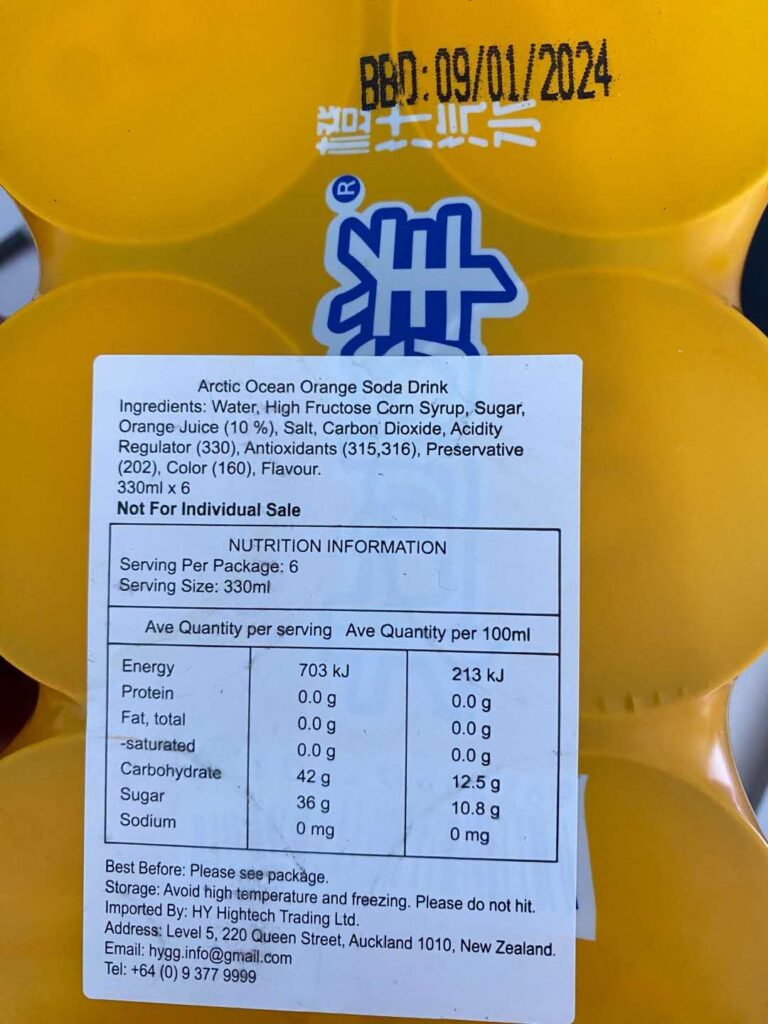 BBD: 09/01/2024
橙汁汽水
®
洋
Arctic Ocean Orange Soda Drink
Ingredients: Water, High Fructose Corn Syrup, Sugar,
Orange Juice (10 %), Salt, Carbon Dioxide, Acidity
Regulator (330), Antioxidants (315,316), Preservative
(202), Color (160), Flavour.
330ml x 6
Not For Individual Sale
NUTRITION INFORMATION
Serving Per Package: 6
Serving Size: 330ml
Ave Quantity per serving Ave Quantity per 100ml
Energy 703 kJ 213 kJ
Protein 0.0 g 0.0 g
Fat, total 0.0 g 0.0 g
-saturated 0.0 g 0.0 g
Carbohydrate 42 g 12.5 g
Sugar 36 g 10.8 g
Sodium 0 mg 0 mg
Best Before: Please see package.
Storage: Avoid high temperature and freezing. Please do not hit.
Imported By: HY Hightech Trading Ltd.
Address: Level 5, 220 Queen Street, Auckland 1010, New Zealand.
Email: hygg.info@gmail.com
Tel: +64 (0) 9 377 9999